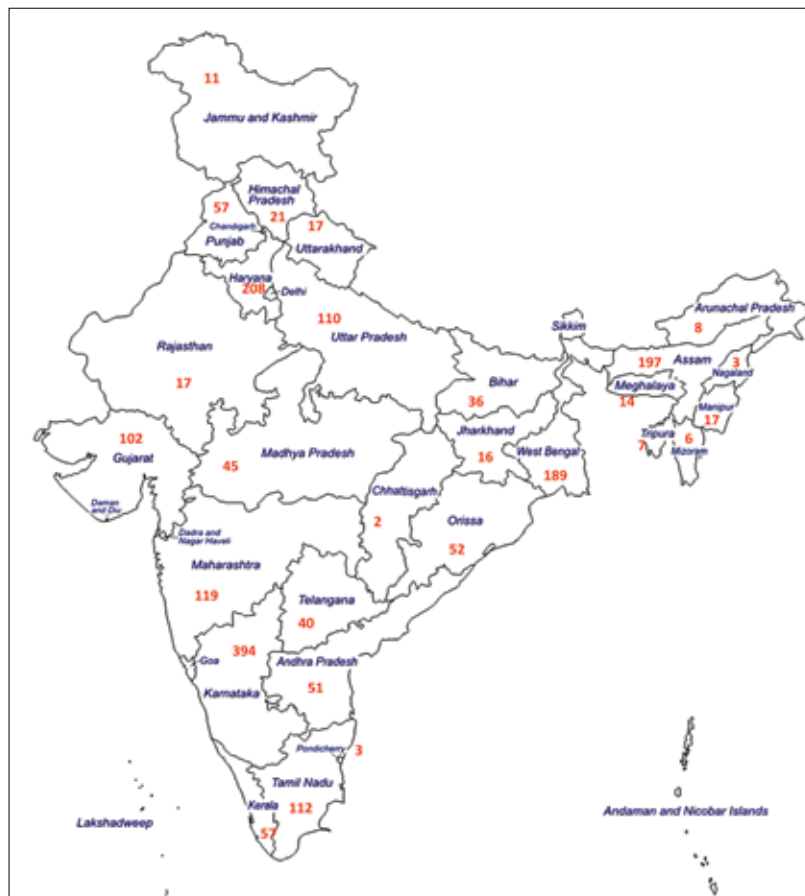 11
Jammu and Kashmir
Himachal
Pradesh
57
21
17
Chandigarh
Punjab
Uttarakhand
Haryana
208
Delhi
Arunachal Pradesh
110
Sikkim
8
Uttar Pradesh
Rajasthan
197
Assam
3
Nagaland
17
Bihar
Meghalaya
36
14
Manipur
17
102
Jharkhand
Tripura
6
Gujarat
Madhya Pradesh
West Bengal
7
Mizoram
45
16
189
Chhattisgarh
Daman
and Diu
2
Orissa
Dadra and
Nagar Haveli
52
Maharashtra
119
Telangana
40
394
Goa
Andhra Pradesh
Karnataka
51
Pondicherry
3
Tamil Nadu
Kerala
112
Andaman and Nicobar Islands
Lakshadweep
57